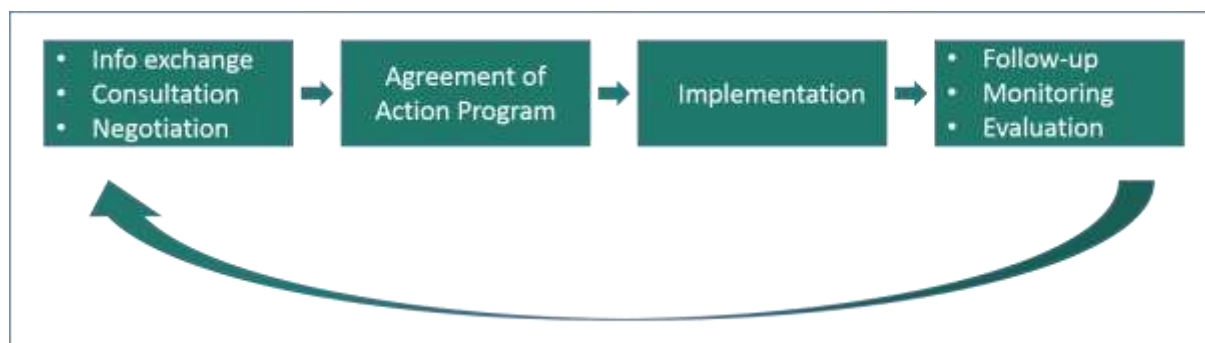 • Info exchange
• Consultation
• Negotiation
Agreement of
Action Program
Implementation
• Follow-up
• Monitoring
• Evaluation